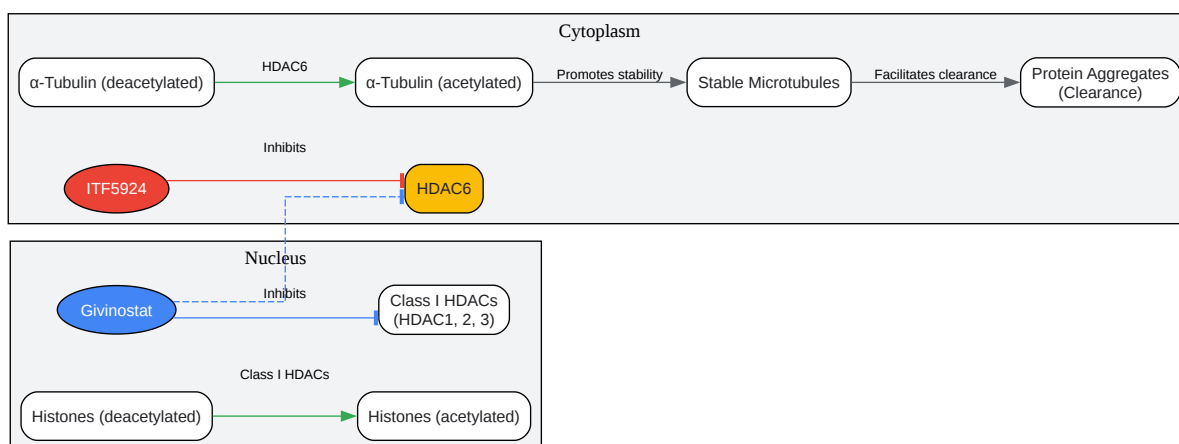 Cytoplasm
α-Tubulin (deacetylated)
HDAC6
α-Tubulin (acetylated)
Promotes stability
Stable Microtubules
Facilitates clearance
Protein Aggregates
(Clearance)
ITF5924
Inhibits
HDAC6
Nucleus
Givinostat
Inhibits
Class I HDACs
(HDAC1, 2, 3)
Histones (deacetylated)
Class I HDACs
Histones (acetylated)